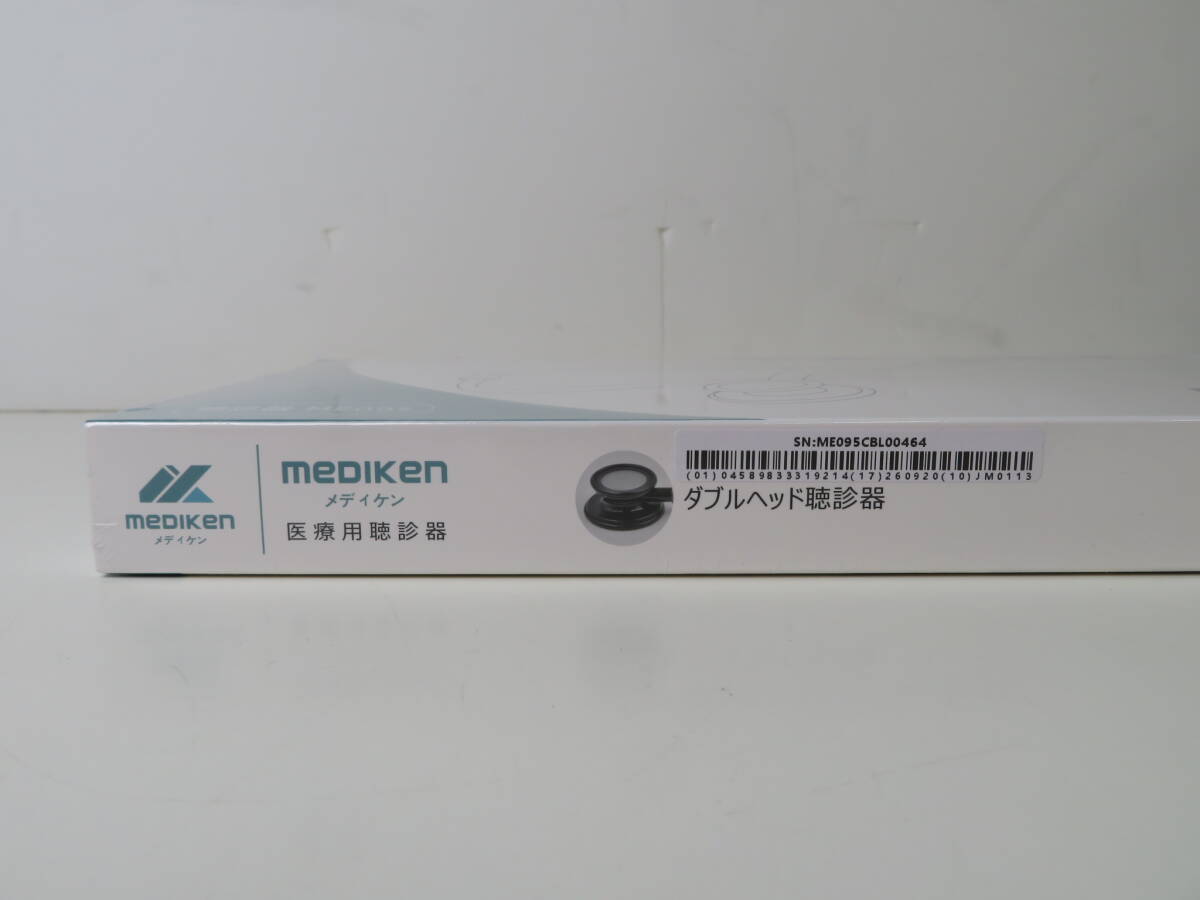 MEDIKEN
メディケン
MEDIKEN
メディケン
医療用聴診器
SN:ME095CBL00464
(01)04589833319214(17)260920(10)JM0113
ダブルヘッド聴診器